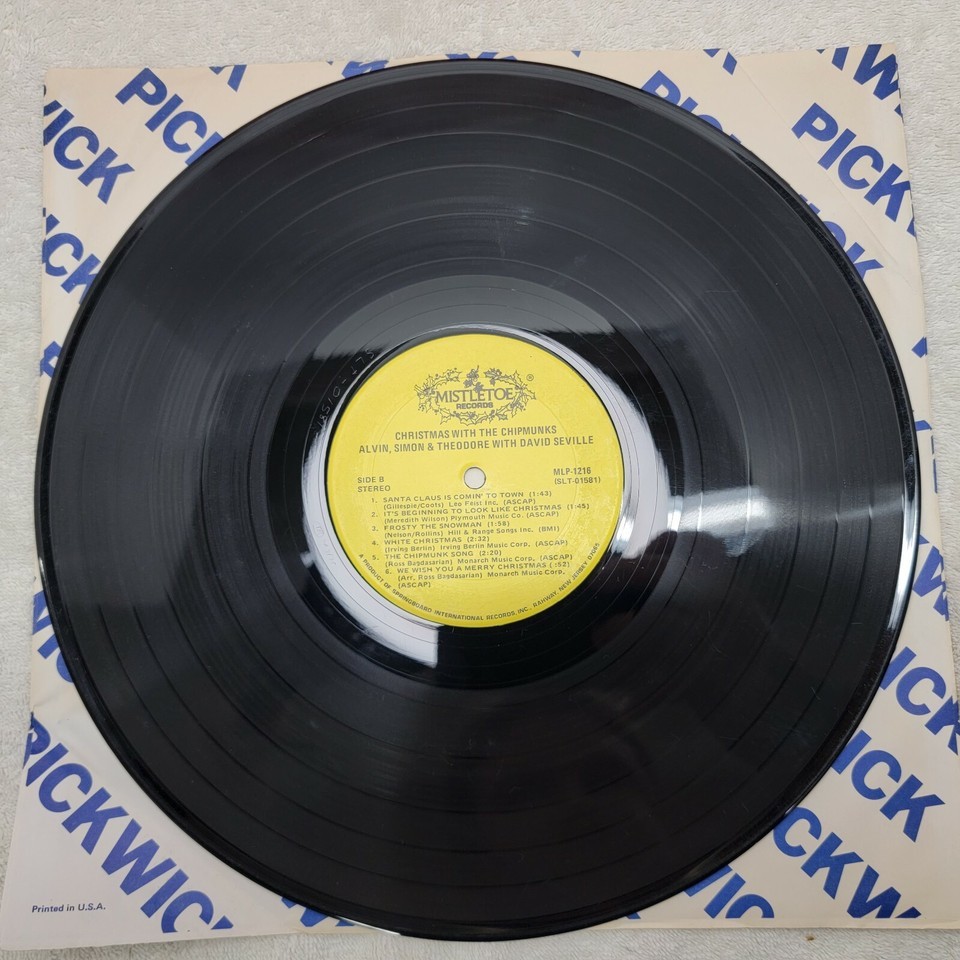 PICKWICK
MISTLETOE ®
RECORDS
CHRISTMAS WITH THE CHIPMUNKS
ALVIN, SIMON & THEODORE WITH DAVID SEVILLE
SIDE B
STEREO
MLP-1216
(SLT-01581)
1. SANTA CLAUS IS COMIN' TO TOWN (1:43)
(Gillespie/Coots) Leo Feist Inc. (ASCAP)
2. IT'S BEGINNING TO LOOK LIKE CHRISTMAS (1:45)
(Meredith Wilson) Plymouth Music Co. (ASCAP)
3. FROSTY THE SNOWMAN (1:58)
(Nelson/Rollins) Hill & Range Songs Inc. (BMI)
4. WHITE CHRISTMAS (2:32)
(Irving Berlin) Irving Berlin Music Corp. (ASCAP)
5. THE CHIPMUNK SONG (2:20)
(Ross Bagdasarian) Monarch Music Corp. (ASCAP)
6. WE WISH YOU A MERRY CHRISTMAS (:52)
(Arr. Ross Bagdasarian) Monarch Music Corp.
(ASCAP)
A PRODUCT OF SPRINGBOARD INTERNATIONAL RECORDS, INC., RAHWAY, NEW JERSEY 07065
Printed in U.S.A.